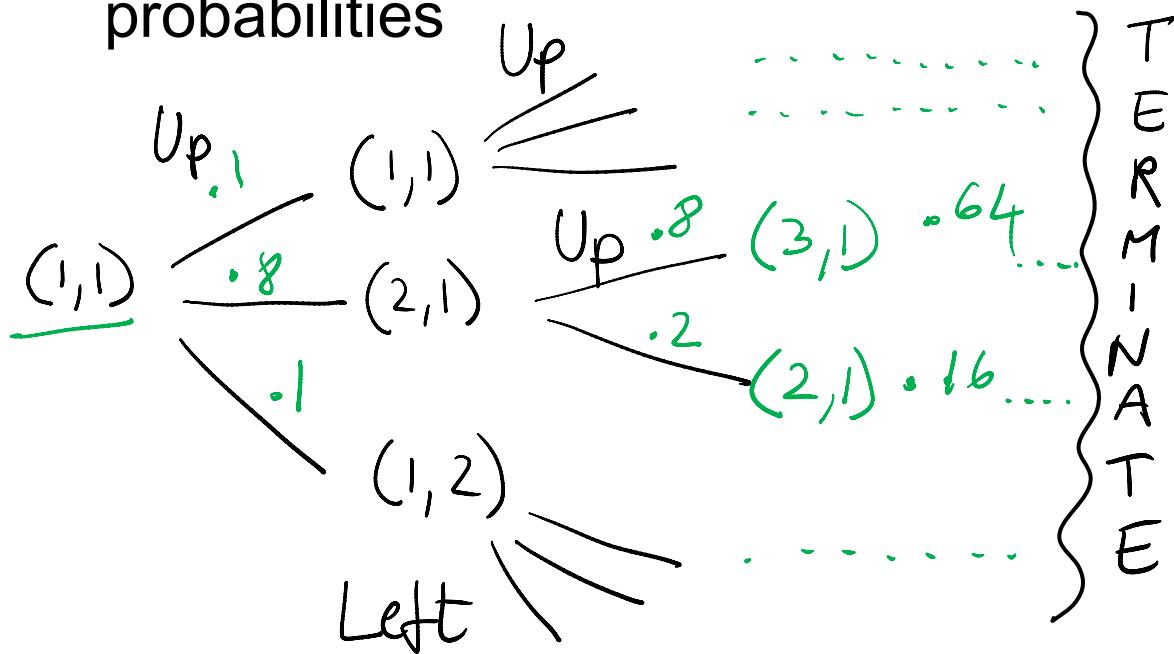 probabilities
Up
Up .1
(1,1)
(1,1)
.8
(2,1)
Up .8
(3,1) .64
.2
(2,1) .16
.1
(1,2)
Left
TERMINATE